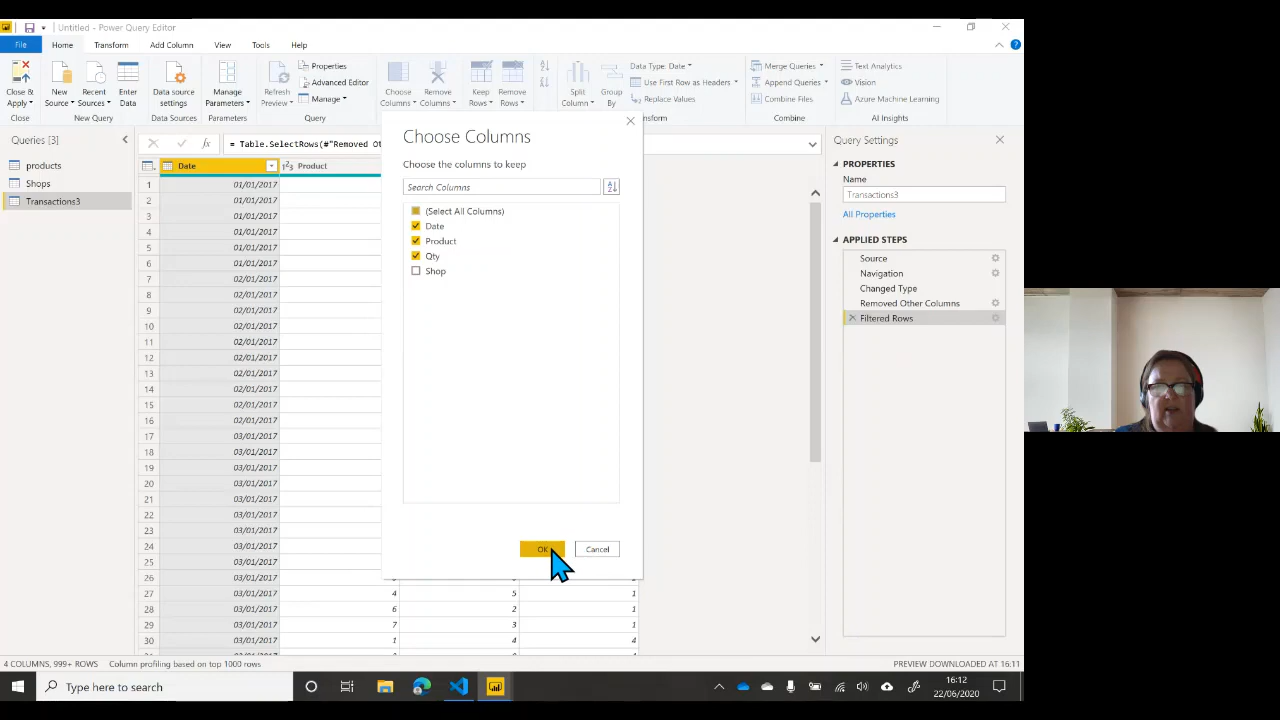 Untitled - Power Query Editor
File
Home
Transform
Add Column
View
Tools
Help
Close & Apply
New Source
Recent Sources
Enter Data
Data source settings
Manage Parameters
Refresh Preview
Properties
Advanced Editor
Manage
Choose Columns
Remove Columns
Keep Rows
Remove Rows
Split Column
Group By
Data Type: Date
Use First Row as Headers
Replace Values
Merge Queries
Append Queries
Combine Files
Text Analytics
Vision
Azure Machine Learning
Close
New Query
Data Sources
Parameters
Query
nsform
Combine
AI Insights
Queries [3]
products
Shops
Transactions3
fx
= Table.SelectRows(#"Removed Ot
Date
1 2 3 Product
1 01/01/2017
2 01/01/2017
3 01/01/2017
4 01/01/2017
5 01/01/2017
6 01/01/2017
7 02/01/2017
8 02/01/2017
9 02/01/2017
10 02/01/2017
11 02/01/2017
12 02/01/2017
13 02/01/2017
14 02/01/2017
15 02/01/2017
16 02/01/2017
17 03/01/2017
18 03/01/2017
19 03/01/2017
20 03/01/2017
21 03/01/2017
22 03/01/2017
23 03/01/2017
24 03/01/2017
25 03/01/2017
26 03/01/2017
27 03/01/2017 4 5 1
28 03/01/2017 6 2 1
29 03/01/2017 7 3 1
30 03/01/2017 1 4 4
Choose Columns
Choose the columns to keep
Search Columns
A Z
(Select All Columns)
Date
Product
Qty
Shop
OK
Cancel
Query Settings
PROPERTIES
Name
Transactions3
All Properties
APPLIED STEPS
Source
Navigation
Changed Type
Removed Other Columns
Filtered Rows
4 COLUMNS, 999+ ROWS
Column profiling based on top 1000 rows
PREVIEW DOWNLOADED AT 16:11
Type here to search
16:12
22/06/2020